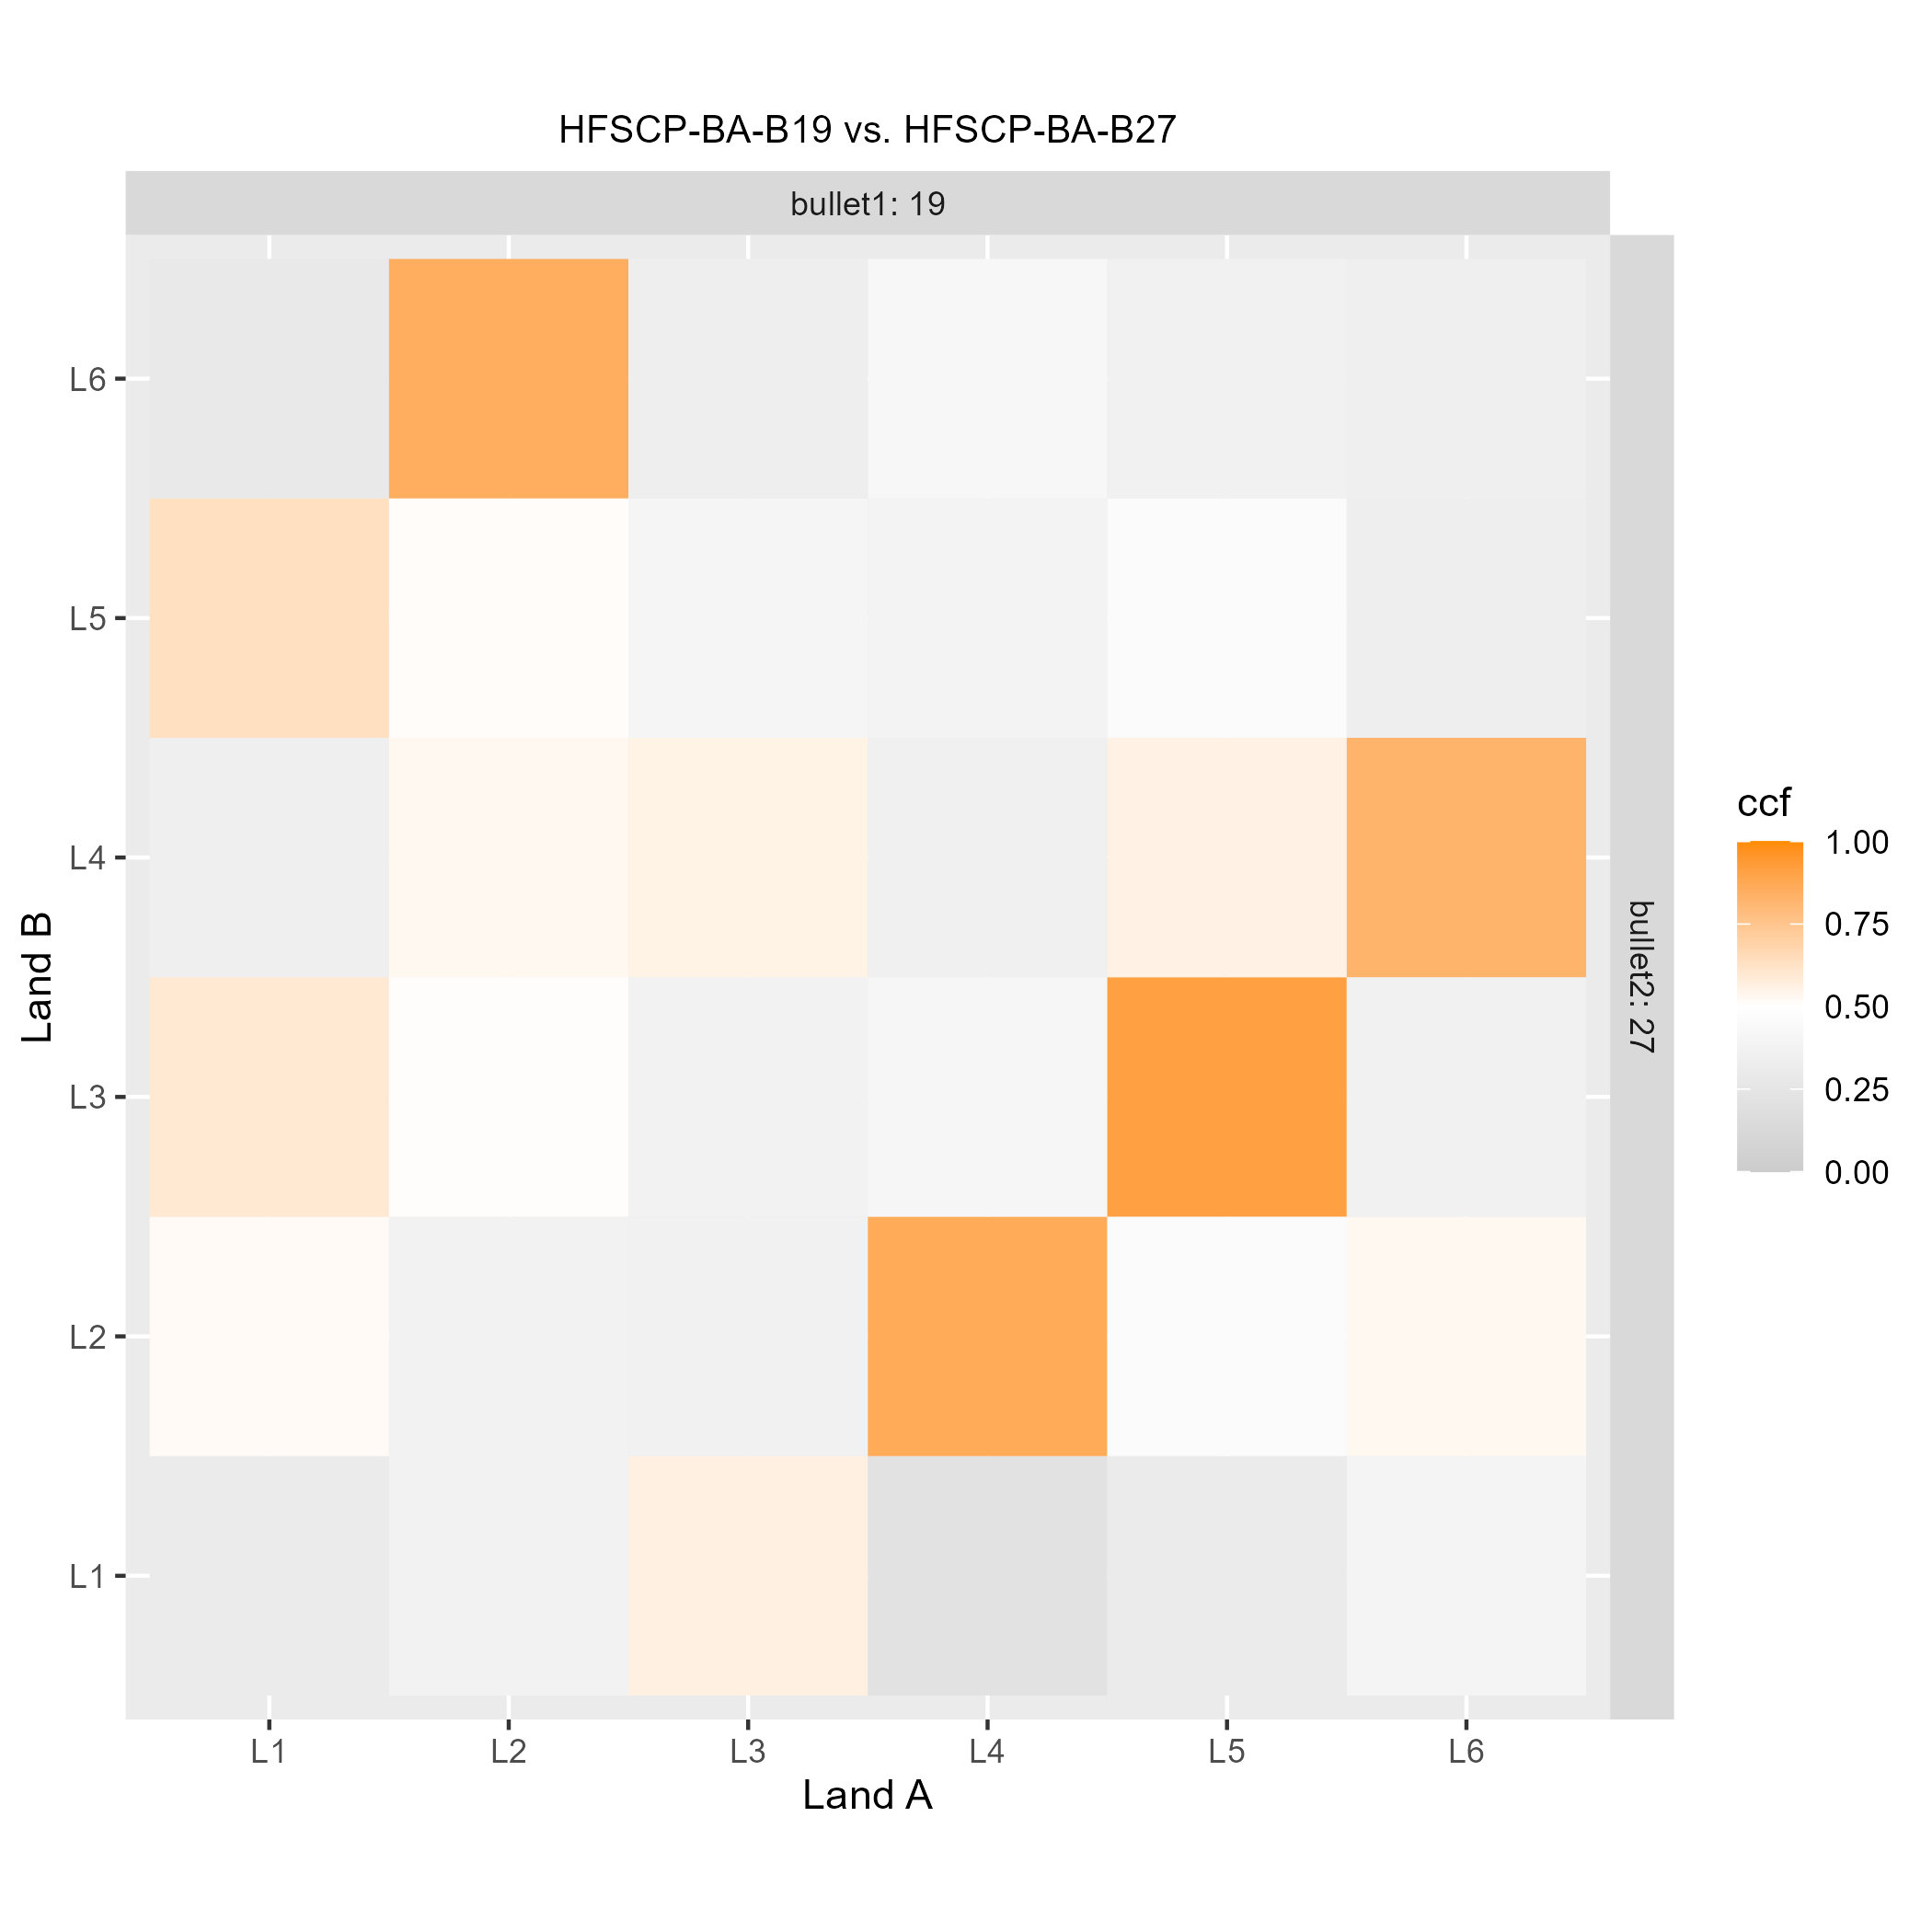 HFSCP-BA-B19 vs. HFSCP-BA-B27
bullet1: 19
L6
L5
L4
L3
L2
L1
Land B
bullet2: 27
ccf
1.00
0.75
0.50
0.25
0.00
L1 L2 L3 L4 L5 L6
Land A